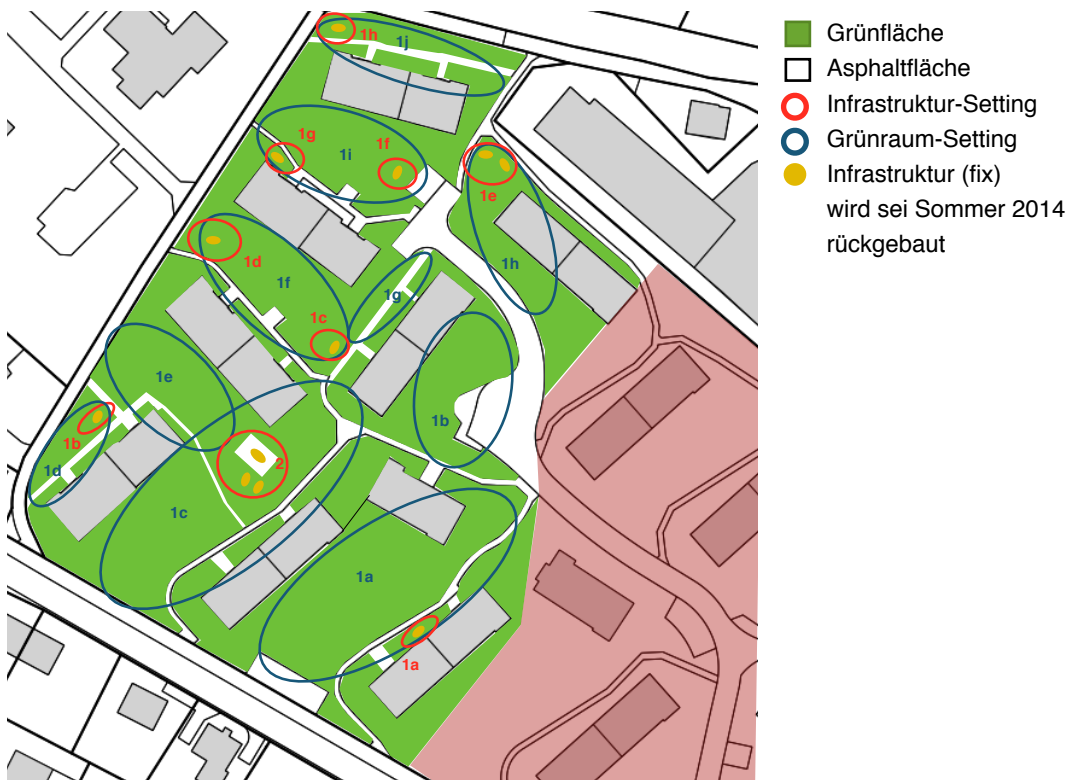 Grünfläche
Asphaltfläche
Infrastruktur-Setting
Grünraum-Setting
Infrastruktur (fix)
wird sei Sommer 2014
rückgebaut
1h
1j
1g
1f
1i
1e
1d
1h
1f
1g
1c
1e
1b
1b
1d
2
1c
1a
1a